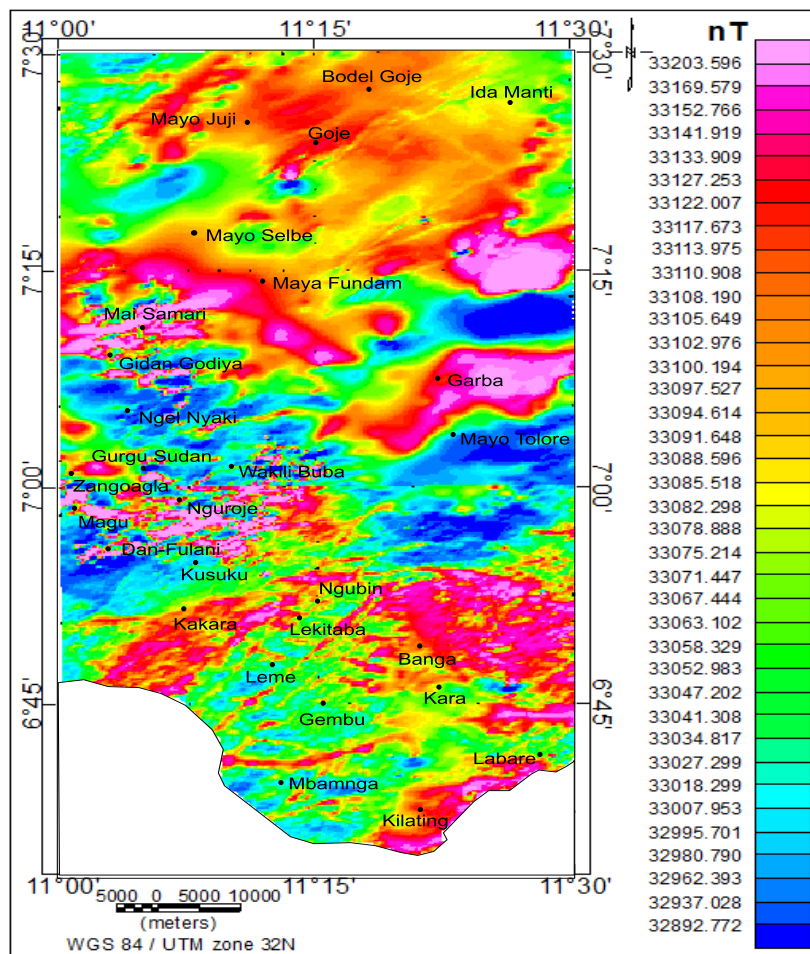 11°00' 11°15' 11°30'
nT
7°30' 7°30'
N
Bodel Goje
Ida Manti
Mayo Juji
Goje
Mayo Selbe
7°15' 7°15'
Maya Fundam
Mai Samari
Gidan Godiya
Garba
Ngel Nyaki
Mayo Tolore
Gurgu Sudan
Wakili Buba
Zangoagla
7°00' 7°00'
Nguroje
Magu
Dan-Fulani
Kusuku
Ngubin
Kakara
Lekitaba
Banga
Leme
Kara
6°45' 6°45'
Gembu
Labare
Mbamnga
Kilating
11°00' 11°15' 11°30'
5000 0 5000 10000
(meters)
WGS 84 / UTM zone 32N
33203.596
33169.579
33152.766
33141.919
33133.909
33127.253
33122.007
33117.673
33113.975
33110.908
33108.190
33105.649
33102.976
33100.194
33097.527
33094.614
33091.648
33088.596
33085.518
33082.298
33078.888
33075.214
33071.447
33067.444
33063.102
33058.329
33052.983
33047.202
33041.308
33034.817
33027.299
33018.299
33007.953
32995.701
32980.790
32962.393
32937.028
32892.772